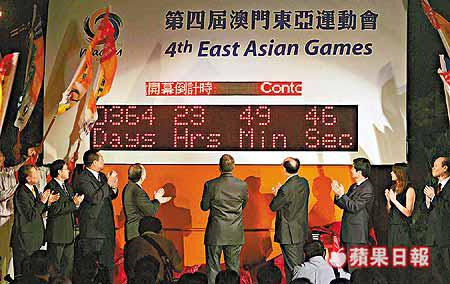 第四屆澳門東亞運動會
4th East Asian Games
開幕倒計時 Conto
0364 23 49 46
Days Hrs Min Sec
蘋果日報